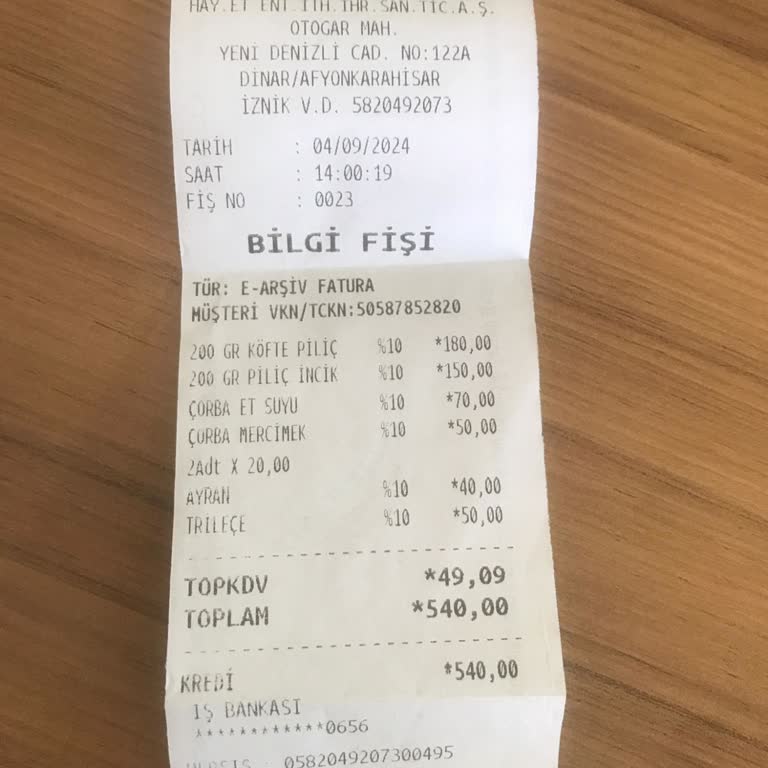 HAY.ET ENT.İTH.İHR.SAN.TİC.A.Ş.
OTOGAR MAH.
YENİ DENİZLİ CAD. NO:122A
DİNAR/AFYONKARAHİSAR
İZNİK V.D. 5820492073
TARİH : 04/09/2024
SAAT : 14:00:19
FİŞ NO : 0023
BİLGİ FİŞİ
TÜR: E-ARŞİV FATURA
MÜŞTERİ VKN/TCKN:50587852820
200 GR KÖFTE PİLİÇ %10 *180,00
200 GR PİLİÇ İNCİK %10 *150,00
ÇORBA ET SUYU %10 *70,00
ÇORBA MERCİMEK %10 *50,00
2Adt X 20,00
AYRAN %10 *40,00
TRİLEÇE %10 *50,00
TOPKDV *49,09
TOPLAM *540,00
KREDİ *540,00
İŞ BANKASI
************0656
: 0582049207300495